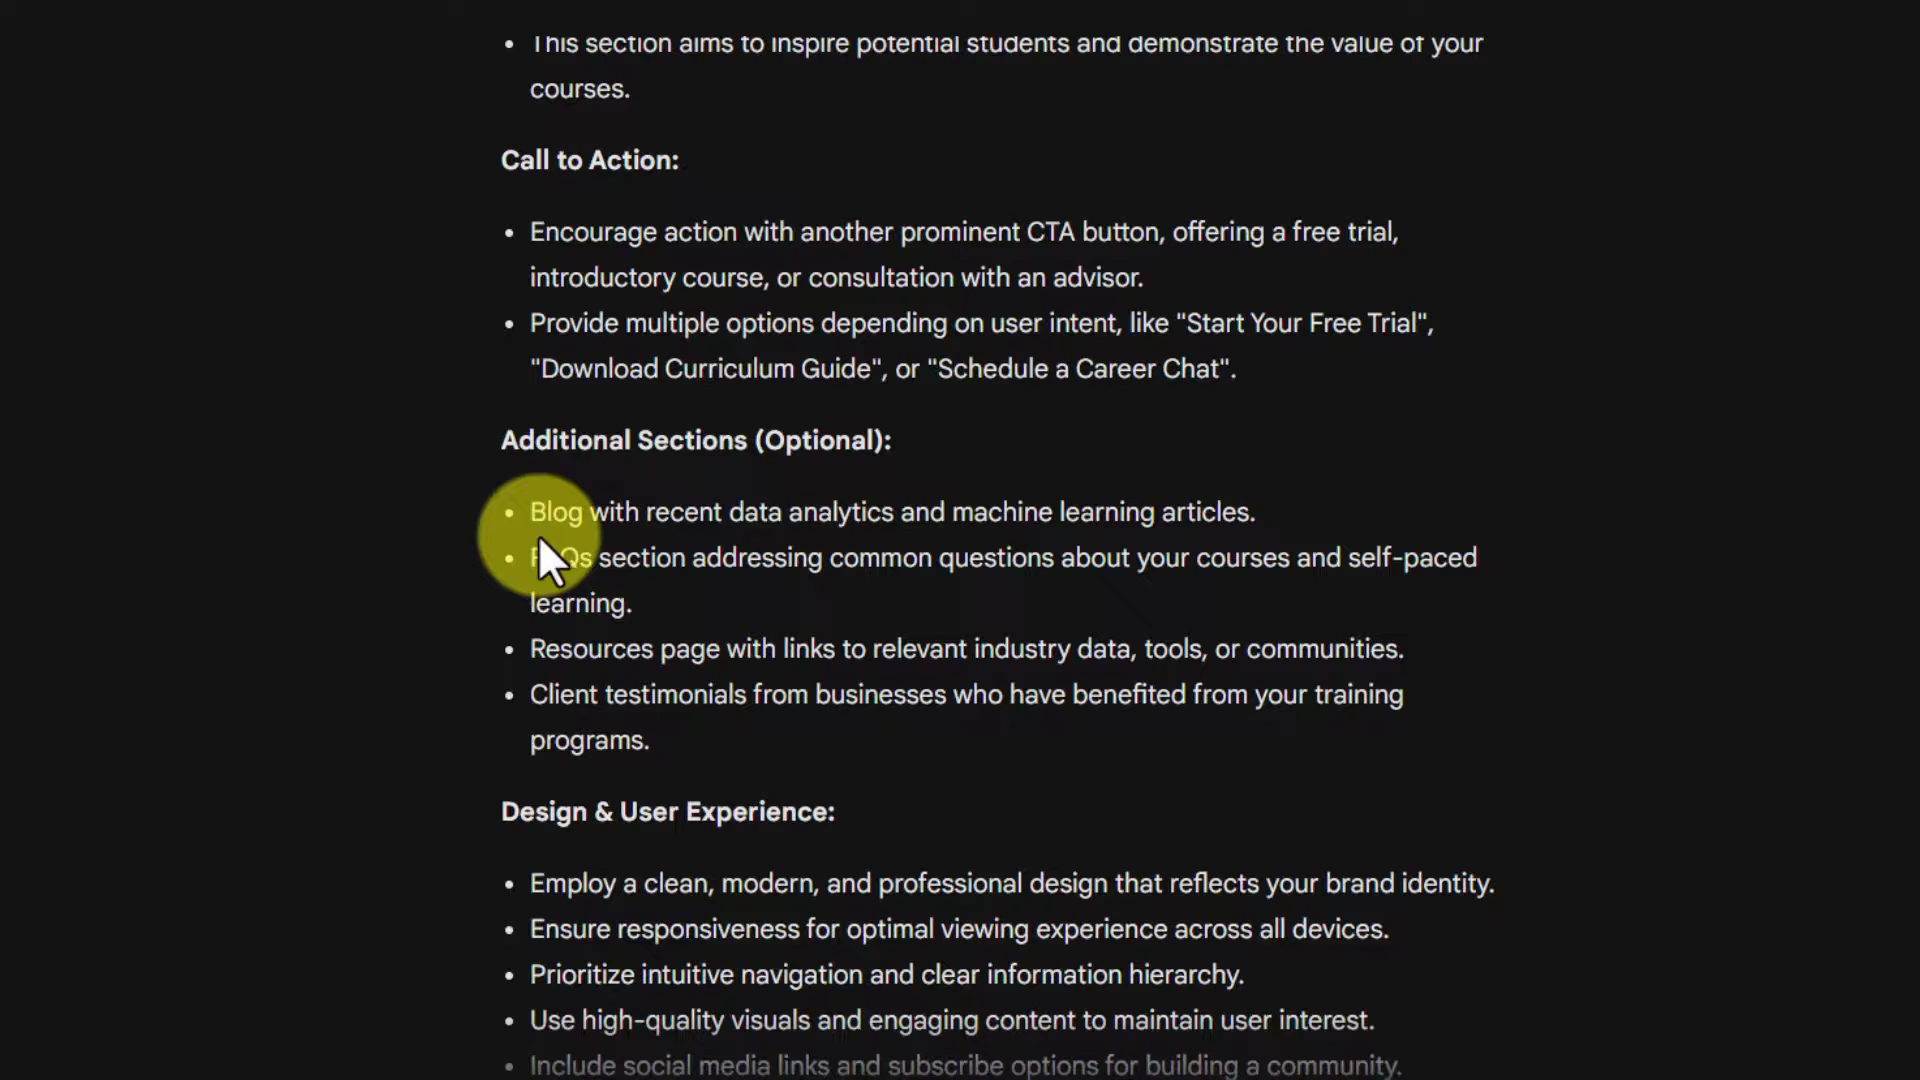 • This section aims to inspire potential students and demonstrate the value of your
courses.
Call to Action:
• Encourage action with another prominent CTA button, offering a free trial,
introductory course, or consultation with an advisor.
• Provide multiple options depending on user intent, like "Start Your Free Trial",
"Download Curriculum Guide", or "Schedule a Career Chat".
Additional Sections (Optional):
• Blog with recent data analytics and machine learning articles.
• FAQs section addressing common questions about your courses and self-paced
learning.
• Resources page with links to relevant industry data, tools, or communities.
• Client testimonials from businesses who have benefited from your training
programs.
Design & User Experience:
• Employ a clean, modern, and professional design that reflects your brand identity.
• Ensure responsiveness for optimal viewing experience across all devices.
• Prioritize intuitive navigation and clear information hierarchy.
• Use high-quality visuals and engaging content to maintain user interest.
• Include social media links and subscribe options for building a community.